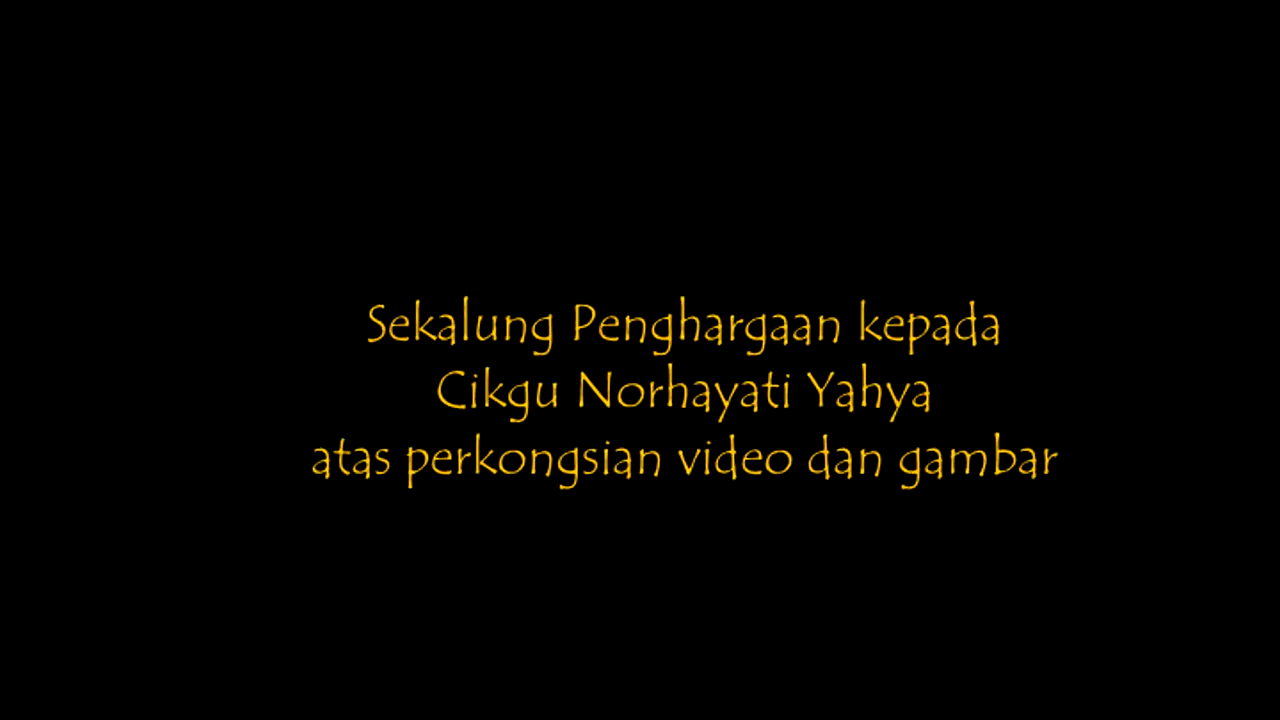 Sekalung Penghargaan kepada
Cikgu Norhayati Yahya
atas perkongsian video dan gambar